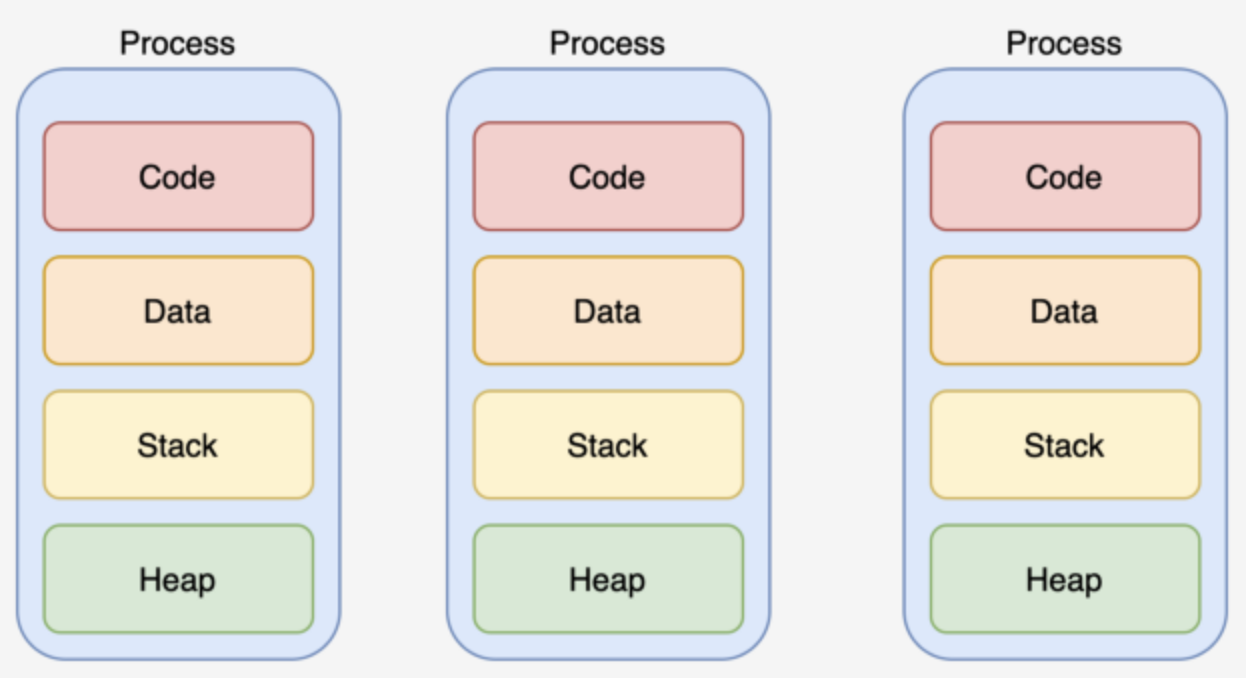 Process
Code
Data
Stack
Heap
Process
Code
Data
Stack
Heap
Process
Code
Data
Stack
Heap